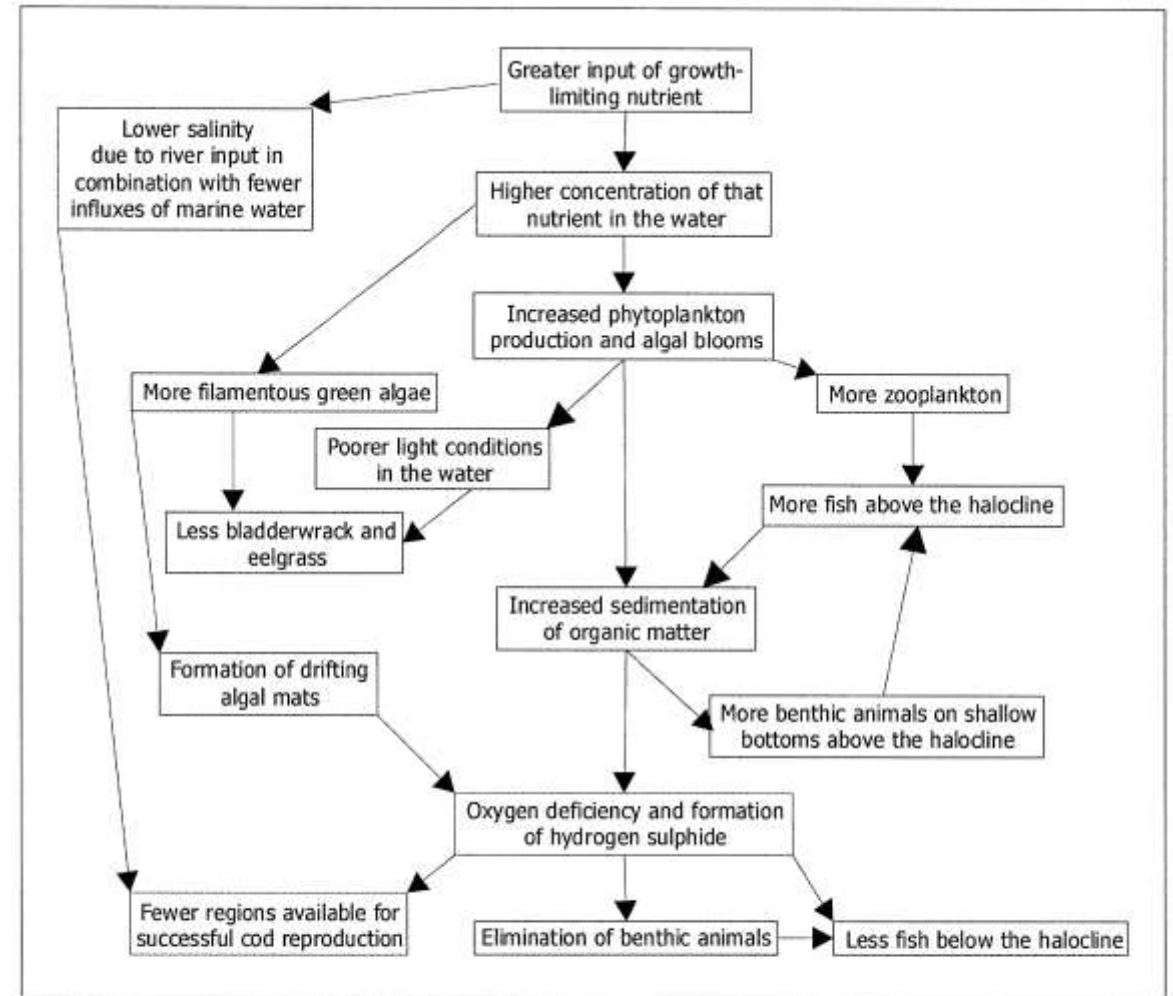 Greater input of growth-
limiting nutrient
Lower salinity
due to river input in
combination with fewer
influxes of marine water
Higher concentration of that
nutrient in the water
Increased phytoplankton
production and algal blooms
More filamentous green algae
More zooplankton
Poorer light conditions
in the water
More fish above the halocline
Less bladderwrack and
eelgrass
Increased sedimentation
of organic matter
Formation of drifting
algal mats
More benthic animals on shallow
bottoms above the halocline
Oxygen deficiency and formation
of hydrogen sulphide
Fewer regions available for
successful cod reproduction
Elimination of benthic animals
Less fish below the halocline